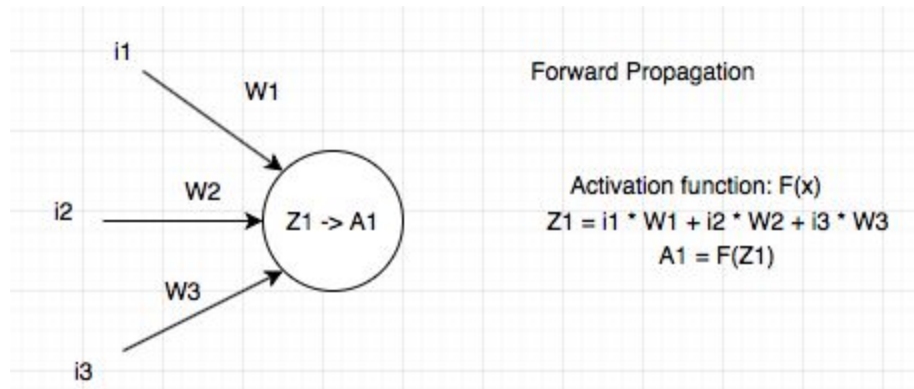 i1
W1
Forward Propagation
W2
Activation function: F(x)
i2
Z1 -> A1
Z1 = i1 * W1 + i2 * W2 + i3 * W3
A1 = F(Z1)
W3
i3